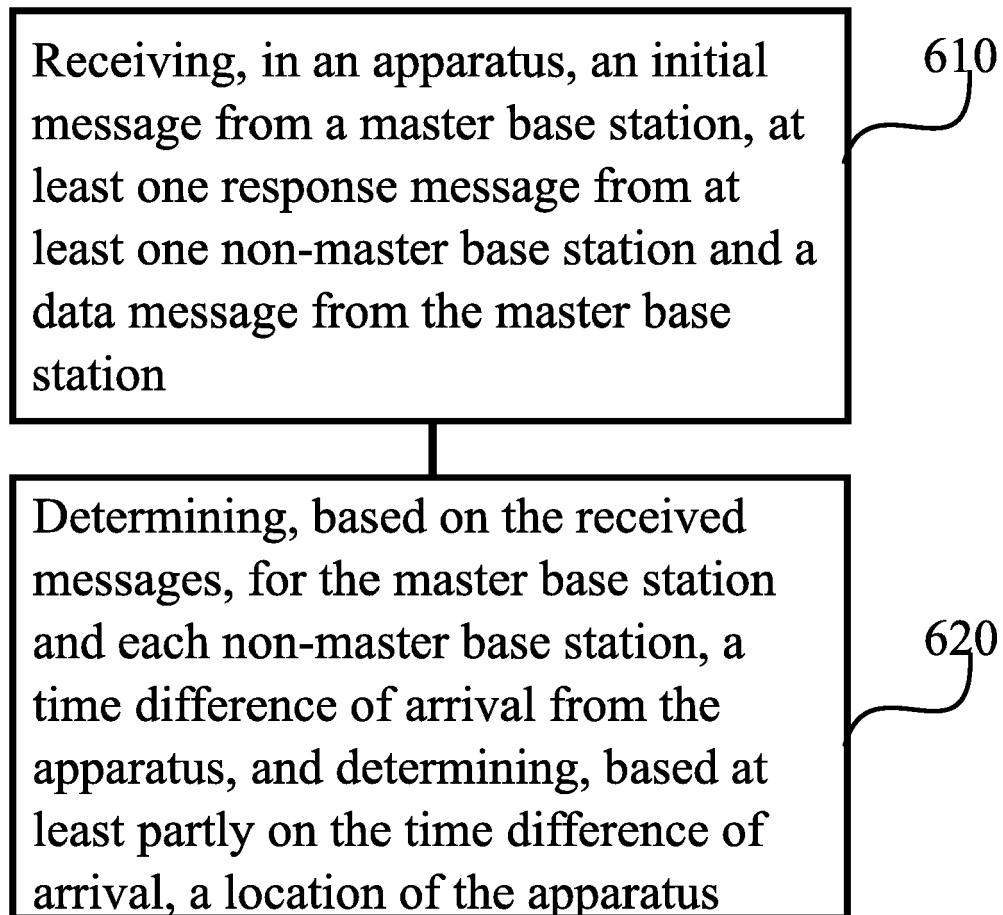 Receiving, in an apparatus, an initial
message from a master base station, at
least one response message from at
least one non-master base station and a
data message from the master base
station
610
Determining, based on the received
messages, for the master base station
and each non-master base station, a
time difference of arrival from the
apparatus, and determining, based at
least partly on the time difference of
arrival, a location of the apparatus
620